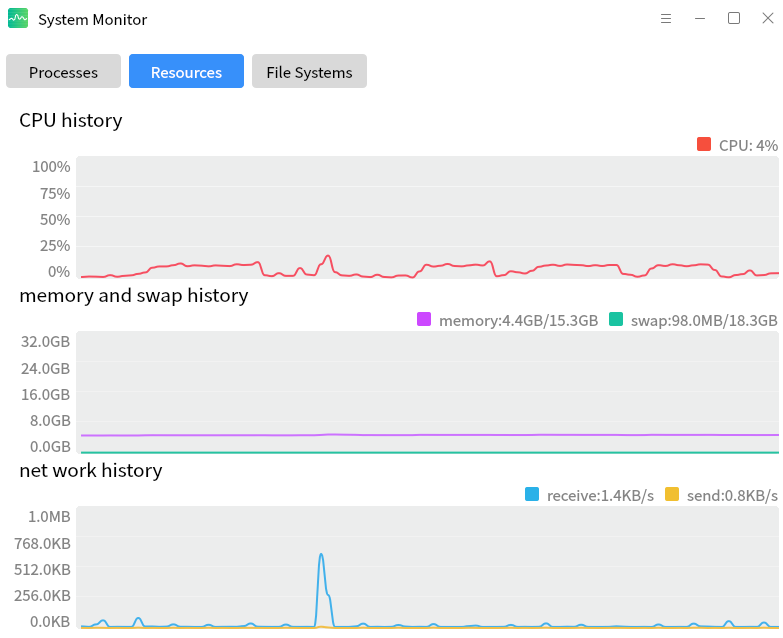 System Monitor
Processes Resources File Systems
CPU history
CPU: 4%
100%
75%
50%
25%
0%
memory and swap history
memory:4.4GB/15.3GB swap:98.0MB/18.3GB
32.0GB
24.0GB
16.0GB
8.0GB
0.0GB
net work history
receive:1.4KB/s send:0.8KB/s
1.0MB
768.0KB
512.0KB
256.0KB
0.0KB